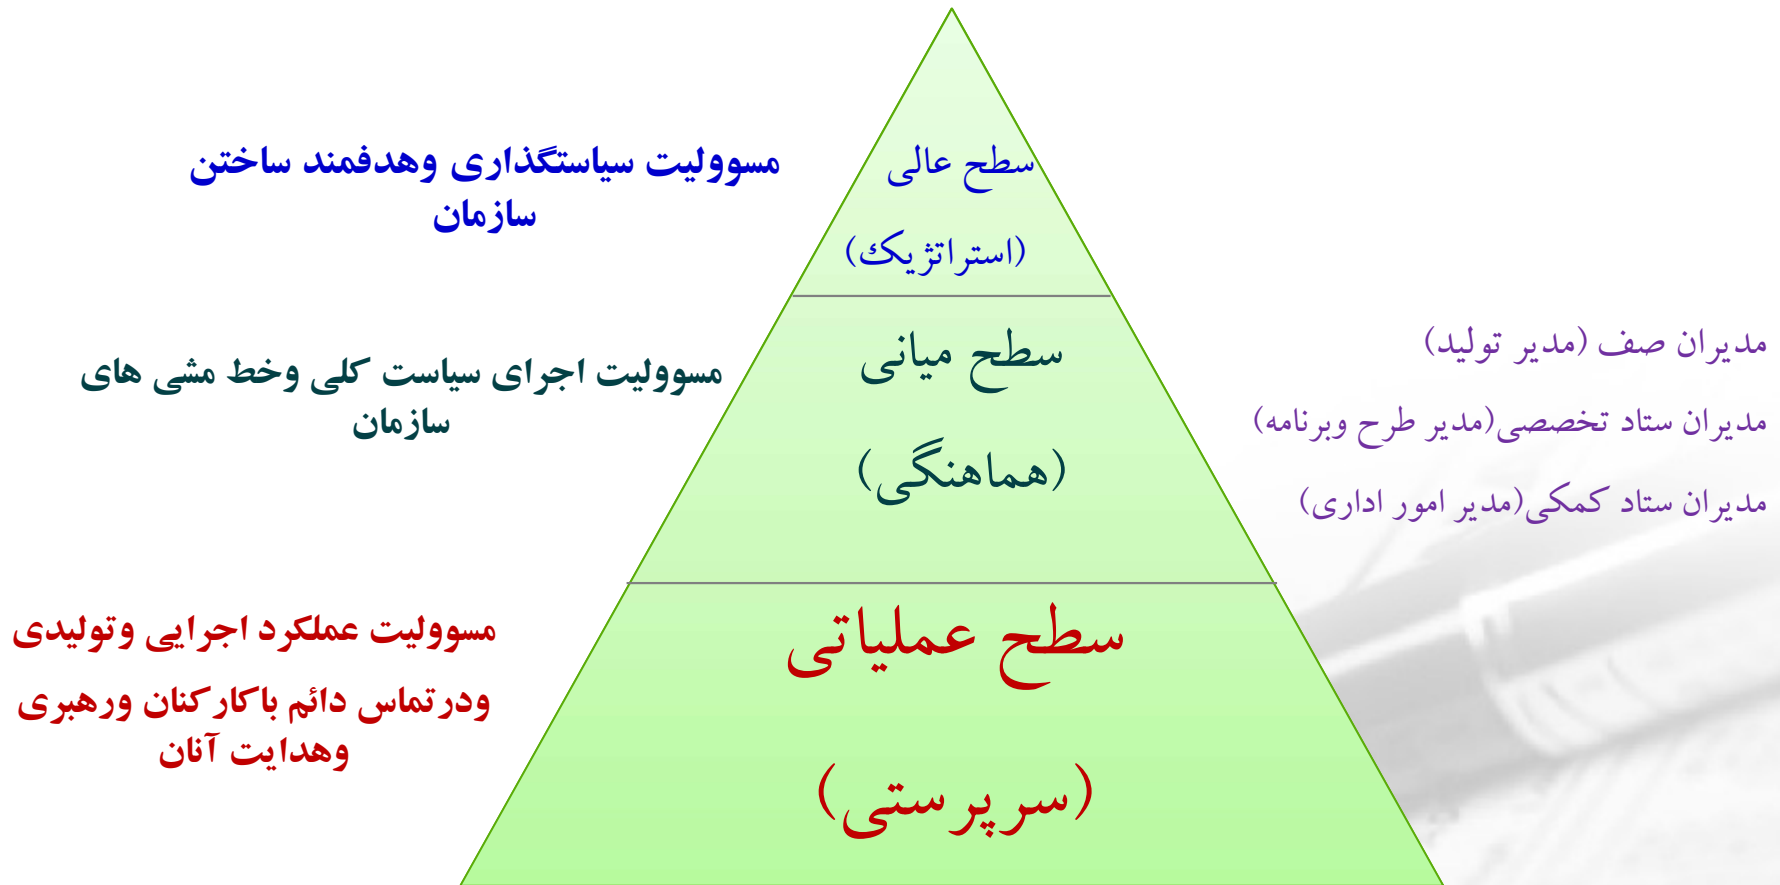 سطح عالی
(استراتژیک)
مسوولیت سیاستگذاری وهدفمند ساختن
سازمان
سطح میانی
(هماهنگی)
مسوولیت اجرای سیاست کلی وخط مشی های
سازمان
مدیران صف (مدیر تولید)
مدیران ستاد تخصصی(مدیر طرح وبرنامه)
مدیران ستاد کمکی(مدیر امور اداری)
سطح عملیاتی
(سرپرستی)
مسوولیت عملکرد اجرایی وتولیدی
ودرتماس دائم باکارکنان ورهبری
وهدایت آنان